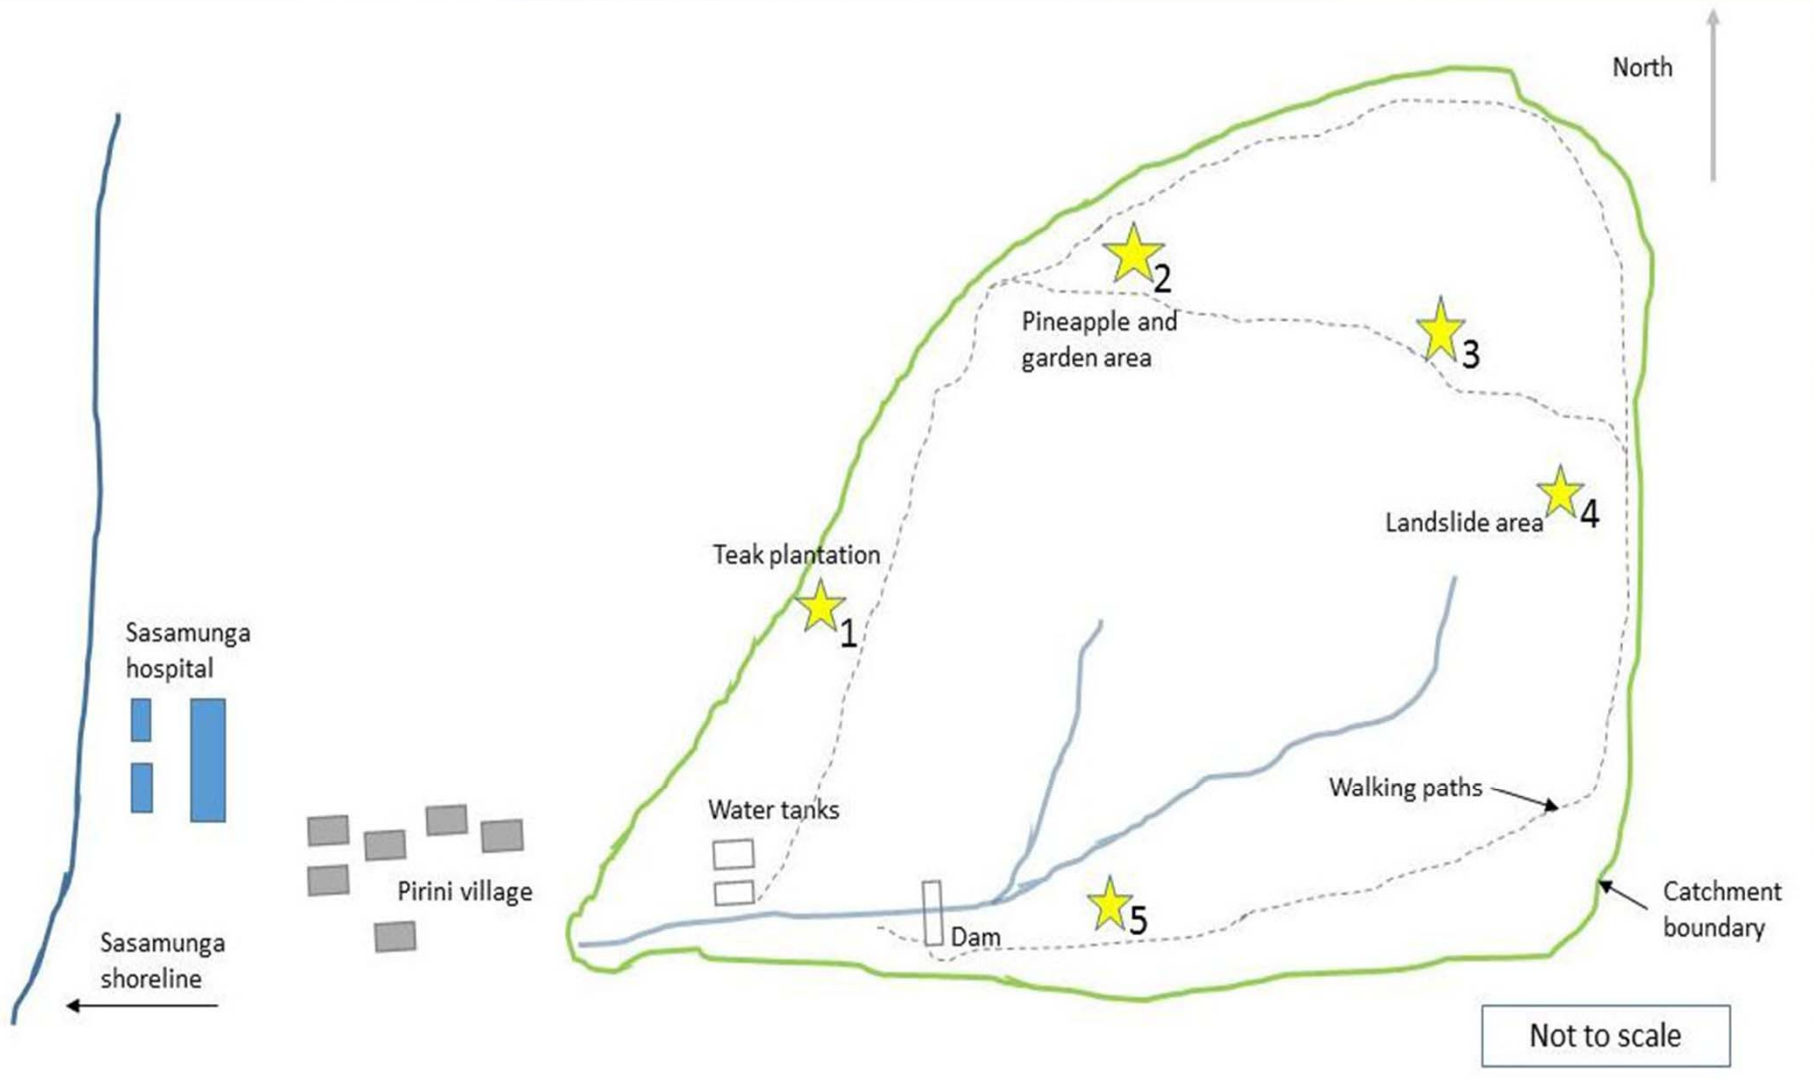 North
2
Pineapple and
garden area
3
4
Landslide area
Teak plantation
1
Sasamunga
hospital
Water tanks
Walking paths
Pirini village
5
Catchment
boundary
Sasamunga
shoreline
Dam
Not to scale